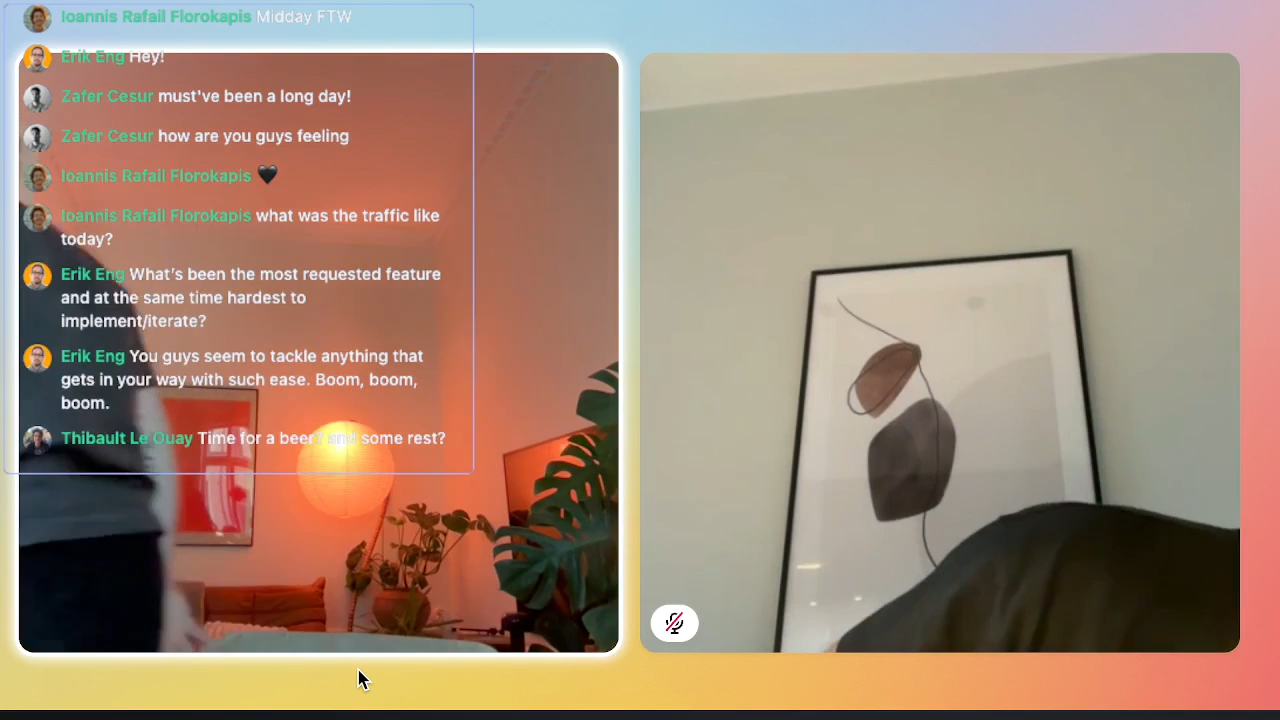 Ioannis Rafail Florokapis Midday FTW
Erik Eng Hey!
Zafer Cesur must've been a long day!
Zafer Cesur how are you guys feeling
Ioannis Rafail Florokapis 🖤
Ioannis Rafail Florokapis what was the traffic like
today?
Erik Eng What's been the most requested feature
and at the same time hardest to
implement/iterate?
Erik Eng You guys seem to tackle anything that
gets in your way with such ease. Boom, boom,
boom.
Thibault Le Ouay Time for a beer? and some rest?